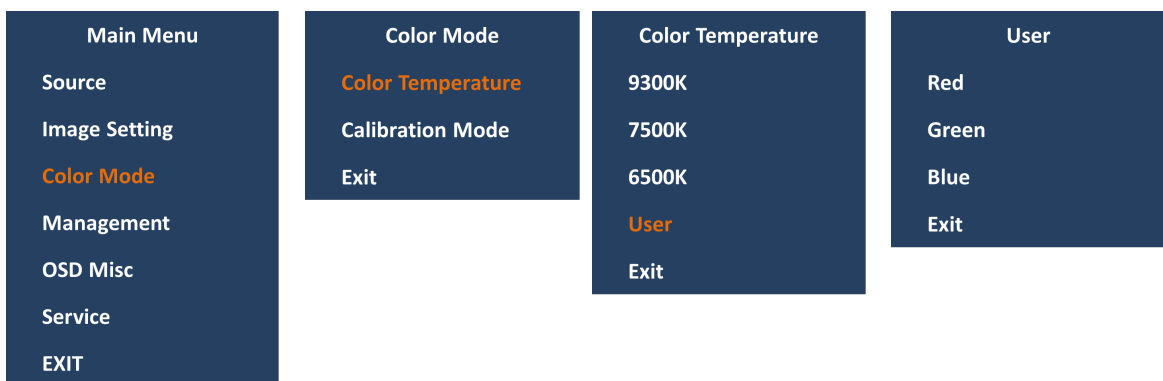 Main Menu
Source
Image Setting
Color Mode
Management
OSD Misc
Service
EXIT
Color Mode
Color Temperature
Calibration Mode
Exit
Color Temperature
9300K
7500K
6500K
User
Exit
User
Red
Green
Blue
Exit